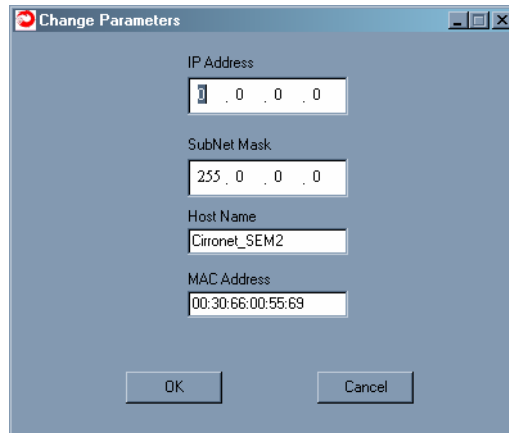 Change Parameters
IP Address
0 . 0 . 0 . 0
SubNet Mask
255 . 0 . 0 . 0
Host Name
Cirronet_SEM2
MAC Address
00:30:66:00:55:69
OK Cancel